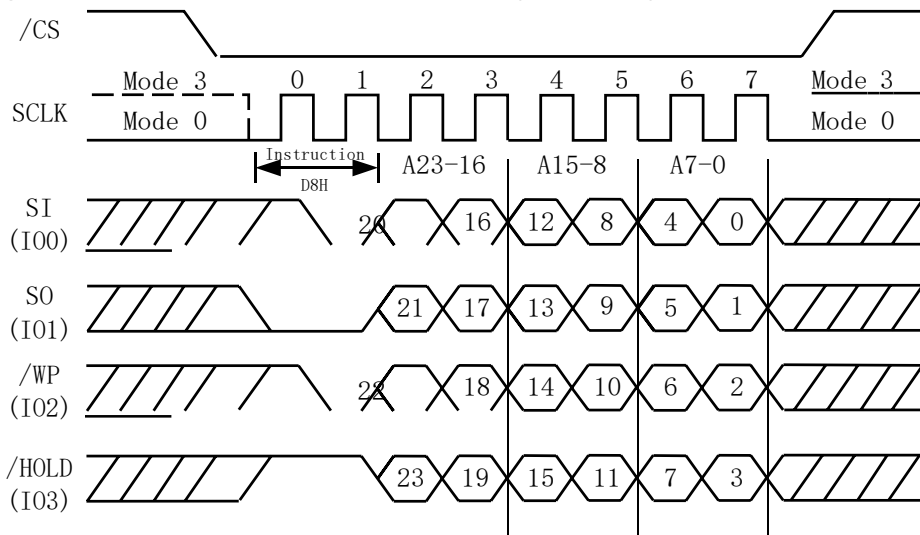 /CS
0 1 2 3 4 5 6 7
Mode 3 Mode 3
SCLK
Mode 0 Mode 0
Instruction A23-16 A15-8 A7-0
D8H
SI
(IO0)
20 16 12 8 4 0
SO
(IO1)
21 17 13 9 5 1
/WP
(IO2)
22 18 14 10 6 2
/HOLD
(IO3)
23 19 15 11 7 3